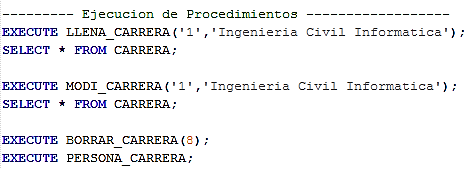 ---------- Ejecucion de Procedimientos --------------------
EXECUTE LLENA_CARRERA('1','Ingenieria Civil Informatica');
SELECT * FROM CARRERA;
EXECUTE MODI_CARRERA('1','Ingenieria Civil Informatica');
SELECT * FROM CARRERA;
EXECUTE BORRAR_CARRERA(8);
EXECUTE PERSONA_CARRERA;